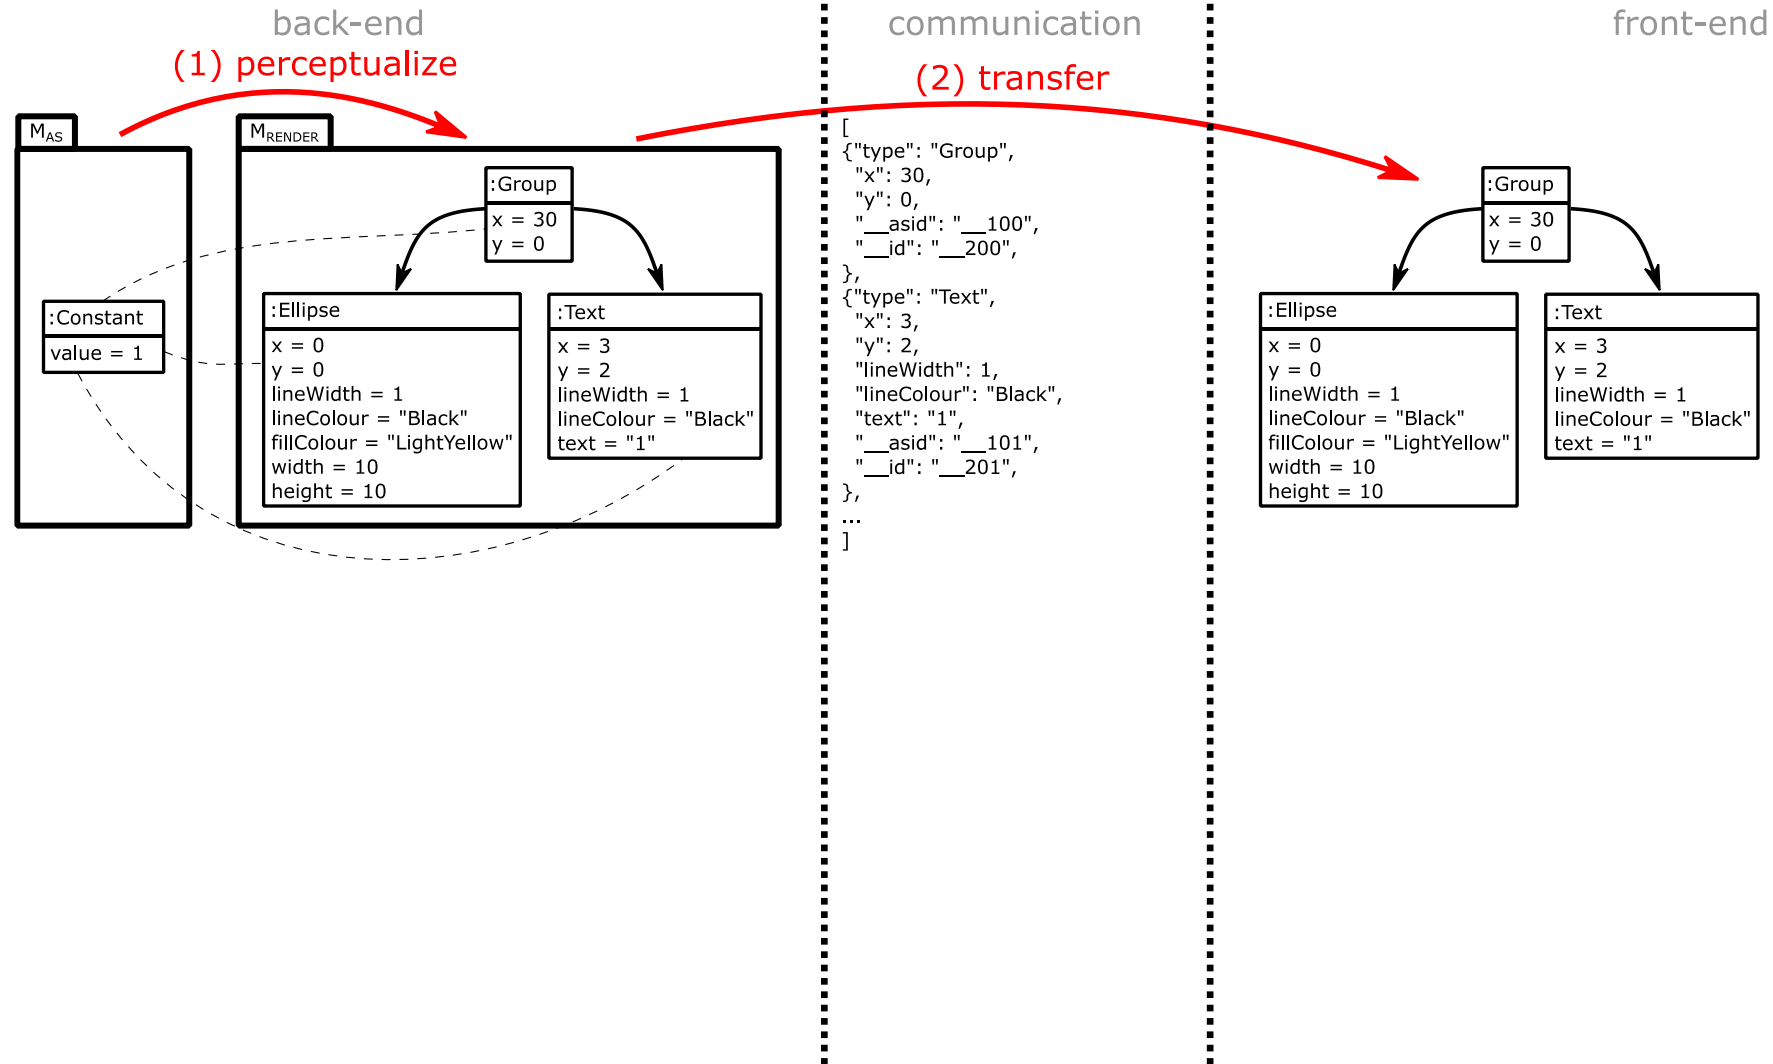 back-end
communication
front-end
(1) perceptualize
(2) transfer
MAS
MRENDER
:Constant
value = 1
:Group
x = 30
y = 0
:Ellipse
x = 0
y = 0
lineWidth = 1
lineColour = "Black"
fillColour = "LightYellow"
width = 10
height = 10
:Text
x = 3
y = 2
lineWidth = 1
lineColour = "Black"
text = "1"
[
{"type": "Group",
"x": 30,
"y": 0,
"__asid": "__100",
"__id": "__200",
},
{"type": "Text",
"x": 3,
"y": 2,
"lineWidth": 1,
"lineColour": "Black",
"text": "1",
"__asid": "__101",
"__id": "__201",
},
...
]
:Group
x = 30
y = 0
:Ellipse
x = 0
y = 0
lineWidth = 1
lineColour = "Black"
fillColour = "LightYellow"
width = 10
height = 10
:Text
x = 3
y = 2
lineWidth = 1
lineColour = "Black"
text = "1"